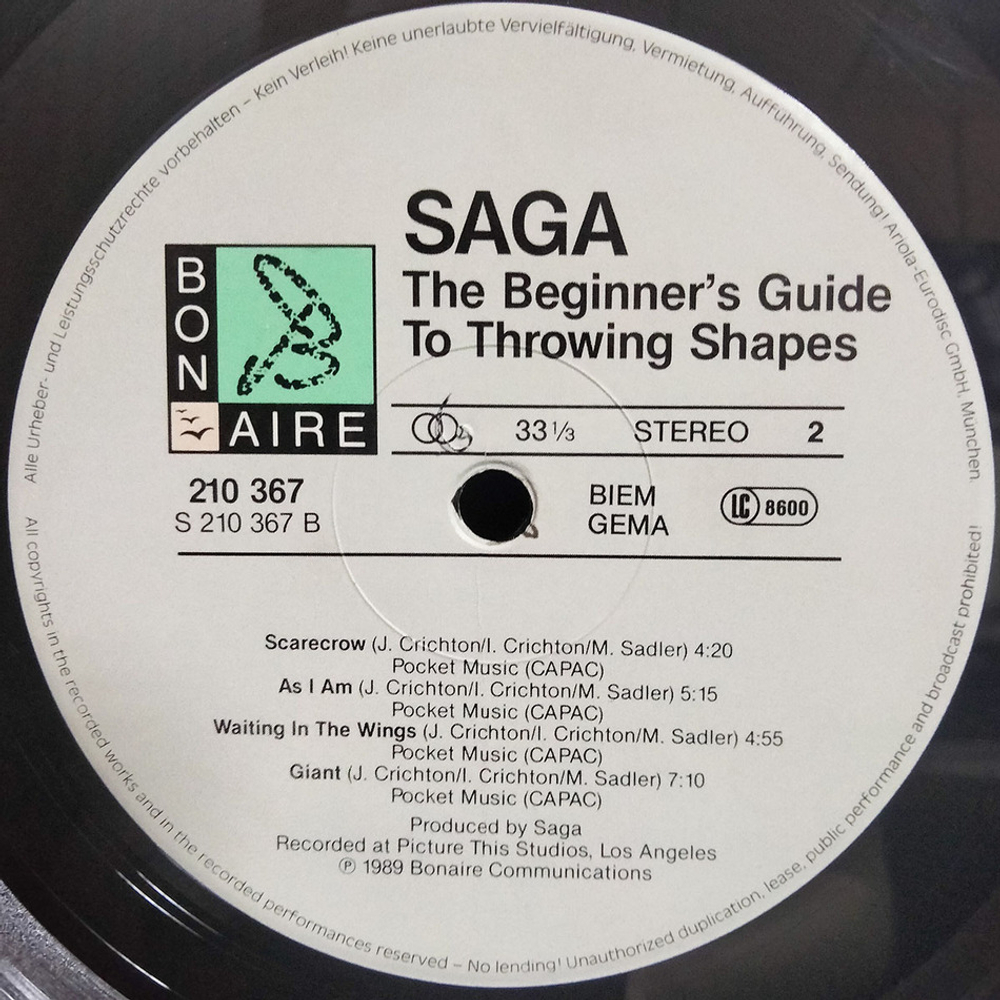 Alle Urheber- und Leistungsschutzrechte vorbehalten – Kein Verleih! Keine unerlaubte Vervielfältigung, Vermietung, Aufführung, Sendung! Ariola-Eurodisc GmbH, München.
SAGA
The Beginner's Guide
To Throwing Shapes
BON
AIRE
33 1/3 STEREO 2
210 367
S 210 367 B
BIEM
GEMA
LC 8600
Scarecrow (J. Crichton/I. Crichton/M. Sadler) 4:20
Pocket Music (CAPAC)
As I Am (J. Crichton/I. Crichton/M. Sadler) 5:15
Pocket Music (CAPAC)
Waiting In The Wings (J. Crichton/I. Crichton/M. Sadler) 4:55
Pocket Music (CAPAC)
Giant (J. Crichton/I. Crichton/M. Sadler) 7:10
Pocket Music (CAPAC)
Produced by Saga
Recorded at Picture This Studios, Los Angeles
℗ 1989 Bonaire Communications
All copyrights in the recorded works and in the recorded performances reserved – No lending! Unauthorized duplication, lease, public performance and broadcast prohibited!